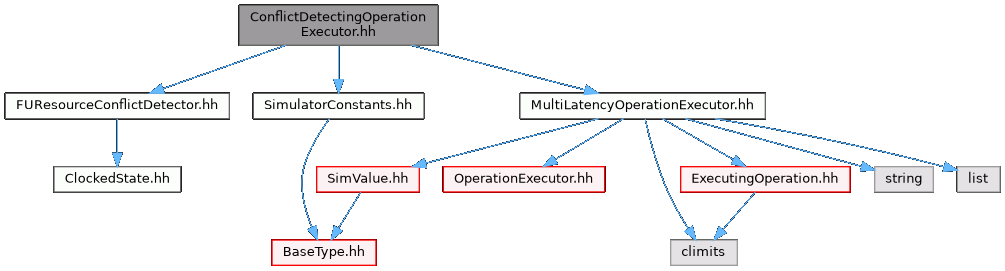 ConflictDetectingOperation
Executor.hh
FUResourceConflictDetector.hh
SimulatorConstants.hh
MultiLatencyOperationExecutor.hh
ClockedState.hh
SimValue.hh
OperationExecutor.hh
ExecutingOperation.hh
string
list
BaseType.hh
climits